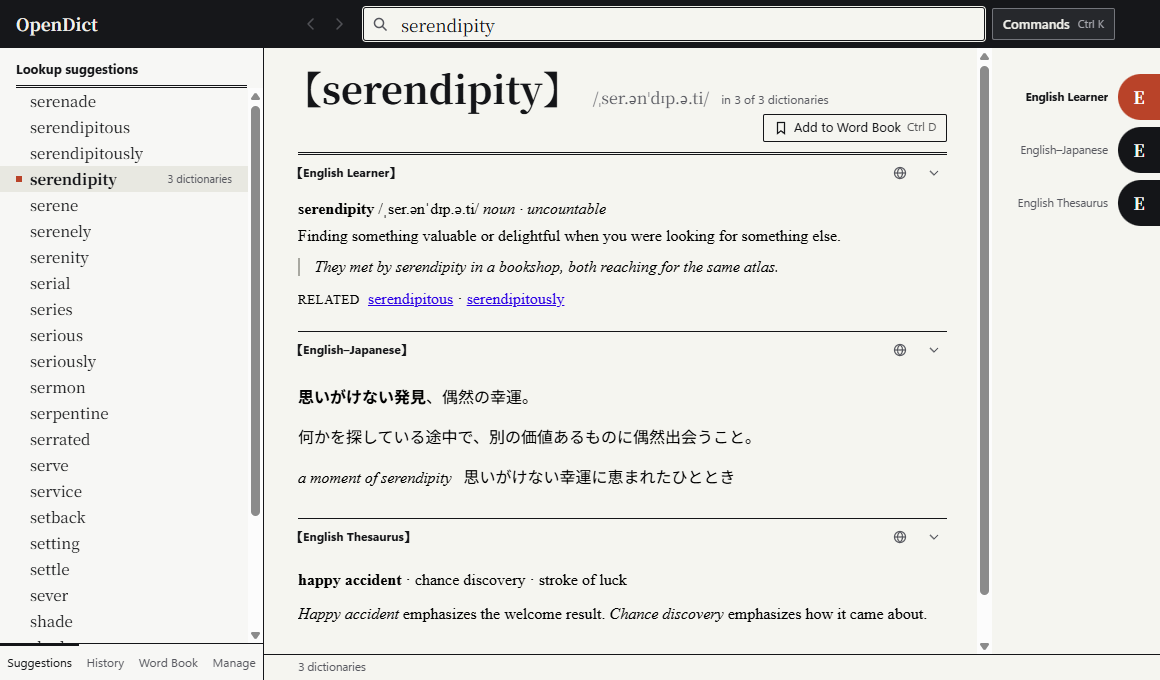 OpenDict
serendipity
Commands Ctrl K
Lookup suggestions
serenade
serendipitous
serendipitously
serendipity 3 dictionaries
serene
serenely
serenity
serial
series
serious
seriously
sermon
serpentine
serrated
serve
service
setback
setting
settle
sever
shade
Suggestions History Word Book Manage
【serendipity】 /ˌser.ənˈdɪp.ə.ti/ in 3 of 3 dictionaries
Add to Word Book Ctrl D
【English Learner】
serendipity /ˌser.ənˈdɪp.ə.ti/ noun · uncountable
Finding something valuable or delightful when you were looking for something else.
They met by serendipity in a bookshop, both reaching for the same atlas.
RELATED serendipitous · serendipitously
【English–Japanese】
思いがけない発見、偶然の幸運。
何かを探している途中で、別の価値あるものに偶然出会うこと。
a moment of serendipity 思いがけない幸運に恵まれたひととき
【English Thesaurus】
happy accident · chance discovery · stroke of luck
Happy accident emphasizes the welcome result. Chance discovery emphasizes how it came about.
3 dictionaries
English Learner E
English–Japanese E
English Thesaurus E